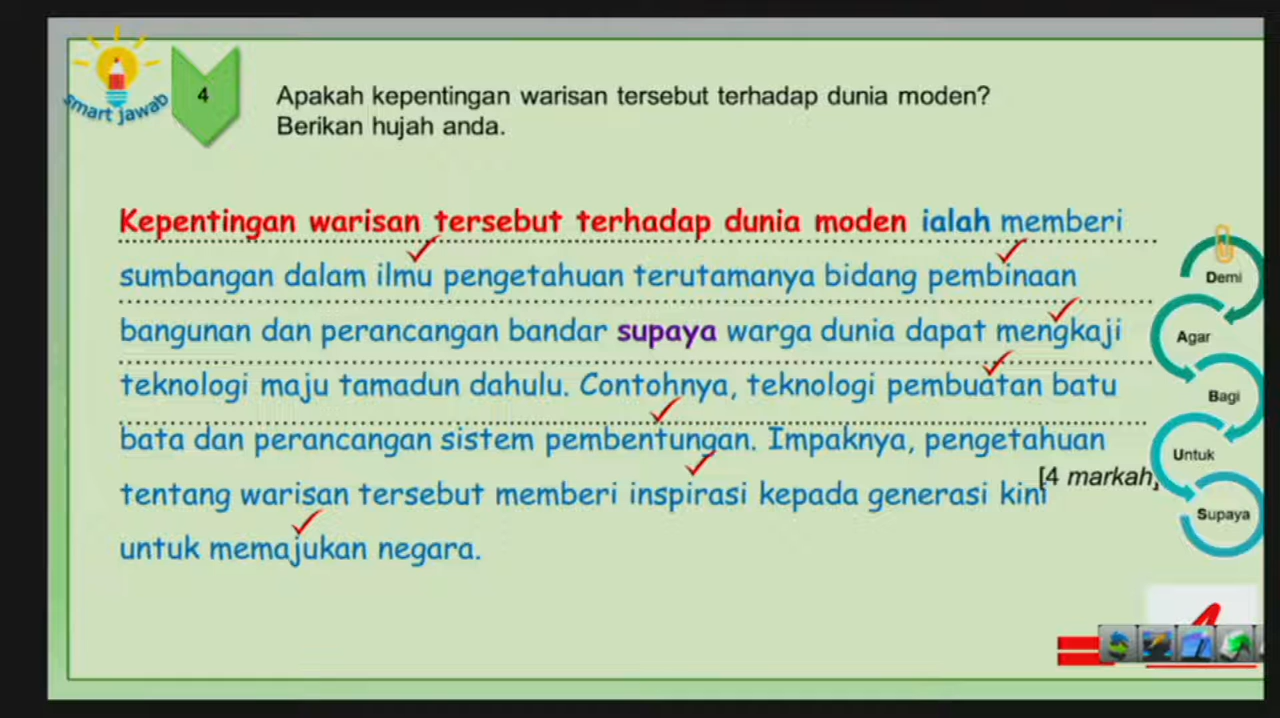 smart jawab
4
Apakah kepentingan warisan tersebut terhadap dunia moden?
Berikan hujah anda.
Kepentingan warisan tersebut terhadap dunia moden ialah memberi
sumbangan dalam ilmu pengetahuan terutamanya bidang pembinaan
bangunan dan perancangan bandar supaya warga dunia dapat mengkaji
teknologi maju tamadun dahulu. Contohnya, teknologi pembuatan batu
bata dan perancangan sistem pembentungan. Impaknya, pengetahuan
tentang warisan tersebut memberi inspirasi kepada generasi kini
untuk memajukan negara.
[4 markah]
Demi
Agar
Bagi
Untuk
Supaya